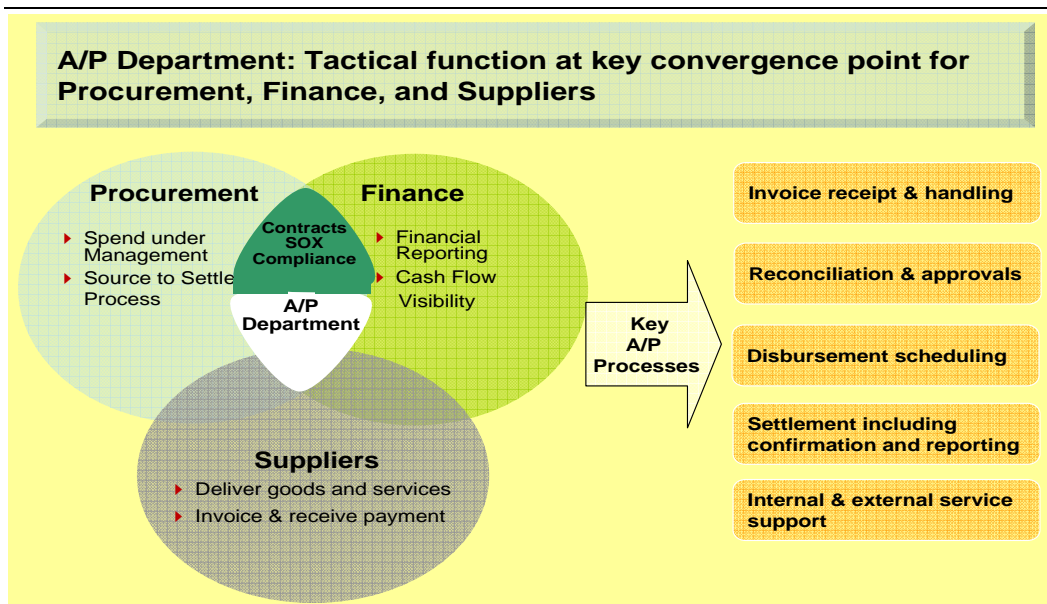 A/P Department: Tactical function at key convergence point for
Procurement, Finance, and Suppliers
Procurement
Spend under
Management
Source to Settle
Process
Contracts
SOX
Compliance
A/P
Department
Finance
Financial
Reporting
Cash Flow
Visibility
Suppliers
Deliver goods and services
Invoice & receive payment
Key
A/P
Processes
Invoice receipt & handling
Reconciliation & approvals
Disbursement scheduling
Settlement including
confirmation and reporting
Internal & external service
support